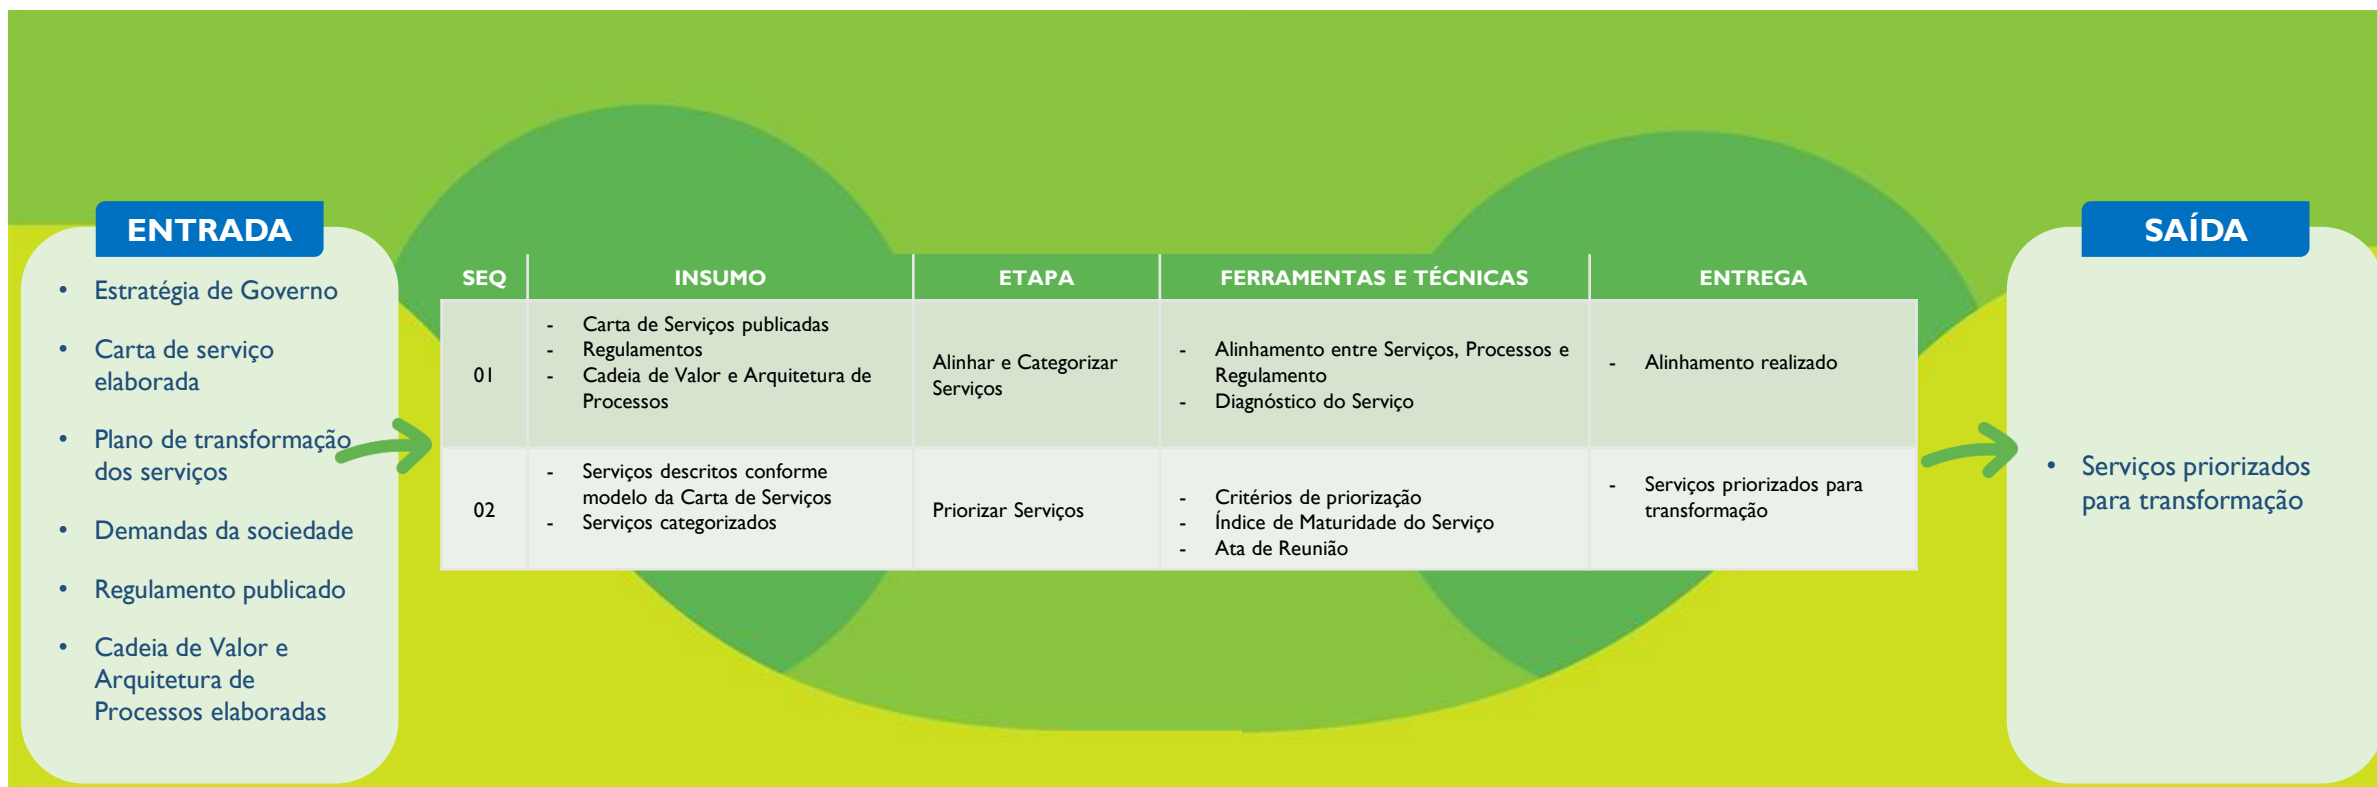 ENTRADA
• Estratégia de Governo
• Carta de serviço
elaborada
• Plano de transformação
dos serviços
• Demandas da sociedade
• Regulamento publicado
• Cadeia de Valor e
Arquitetura de
Processos elaboradas
SEQ INSUMO ETAPA FERRAMENTAS E TÉCNICAS ENTREGA
01
- Carta de Serviços publicadas
- Regulamentos
- Cadeia de Valor e Arquitetura de
Processos
Alinhar e Categorizar
Serviços
- Alinhamento entre Serviços, Processos e
Regulamento
- Diagnóstico do Serviço
- Alinhamento realizado
02
- Serviços descritos conforme
modelo da Carta de Serviços
- Serviços categorizados
Priorizar Serviços
- Critérios de priorização
- Índice de Maturidade do Serviço
- Ata de Reunião
- Serviços priorizados para
transformação
SAÍDA
• Serviços priorizados
para transformação